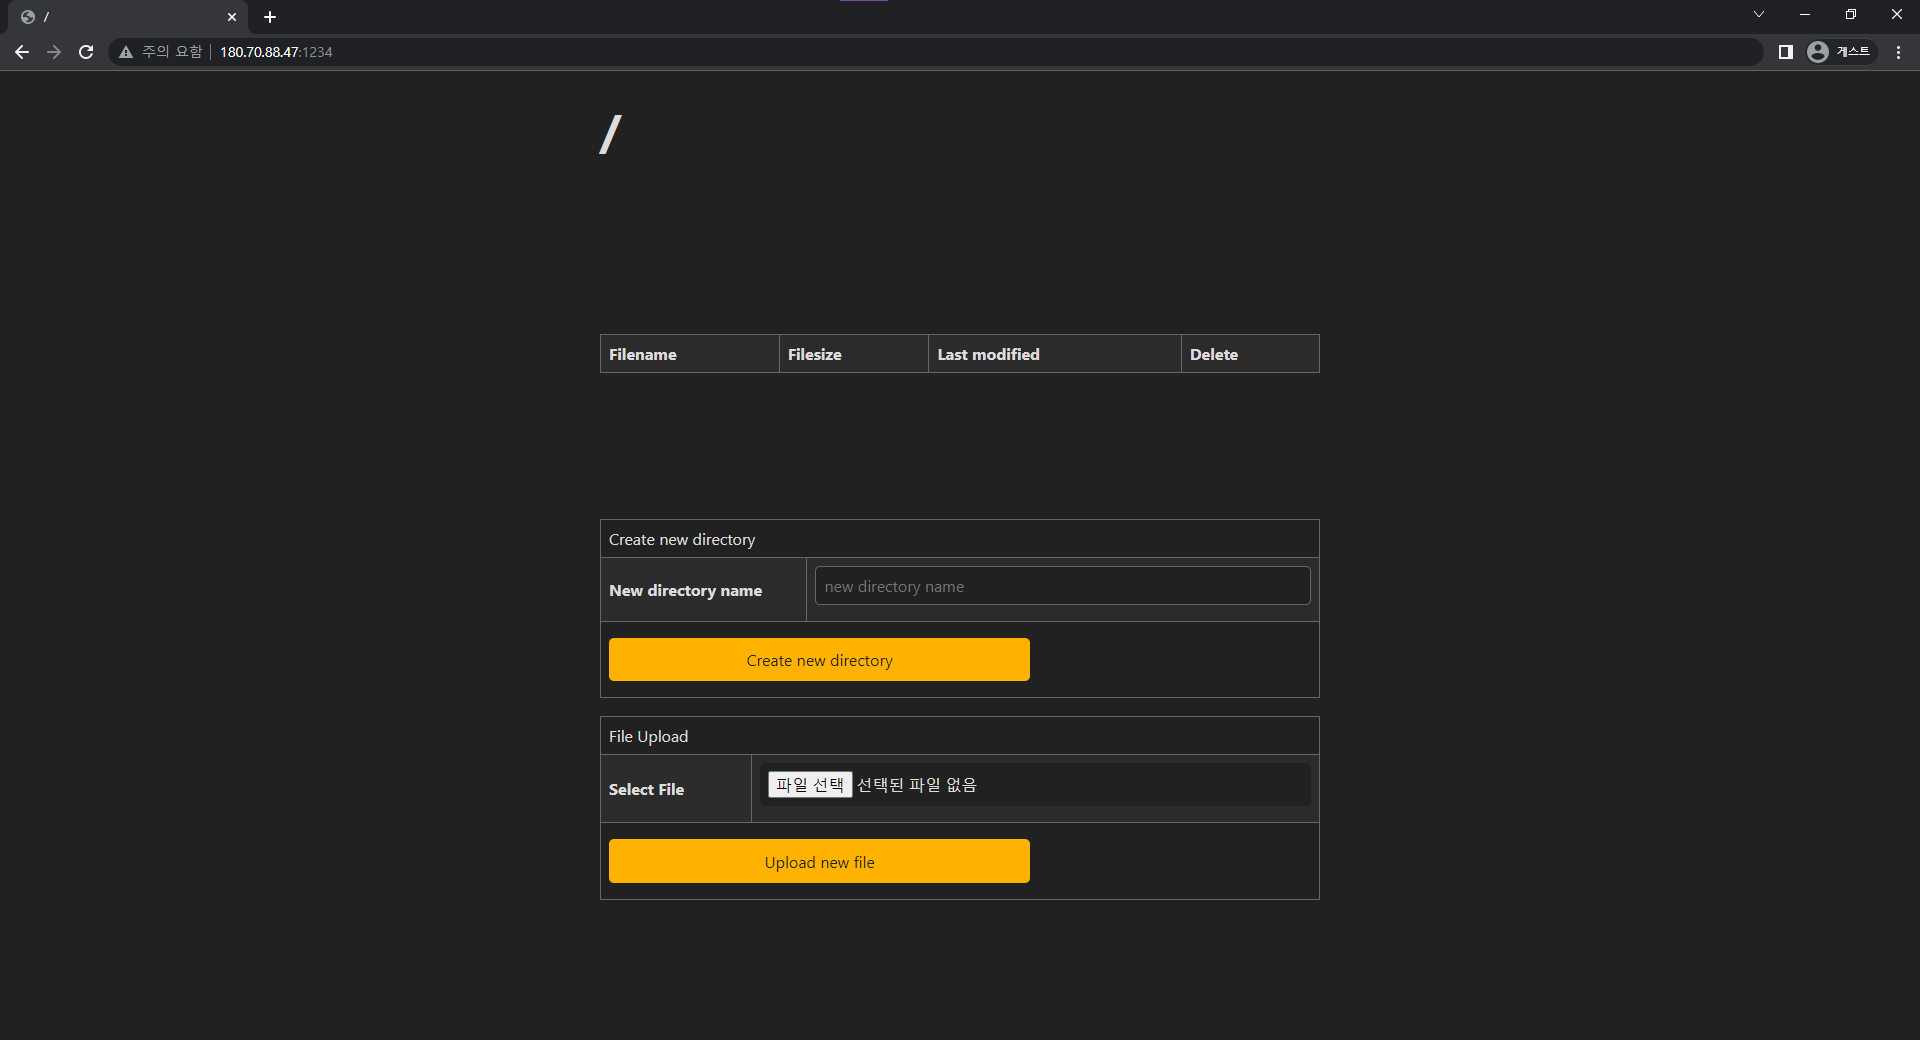 /
주의 요함 180.70.88.47:1234
게스트
/
Filename Filesize Last modified Delete
Create new directory
New directory name new directory name
Create new directory
File Upload
Select File 파일 선택 선택된 파일 없음
Upload new file